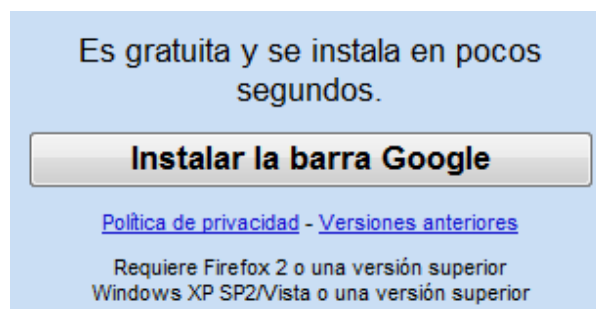 Es gratuita y se instala en pocos
segundos.
Instalar la barra Google
Política de privacidad - Versiones anteriores
Requiere Firefox 2 o una versión superior
Windows XP SP2/Vista o una versión superior